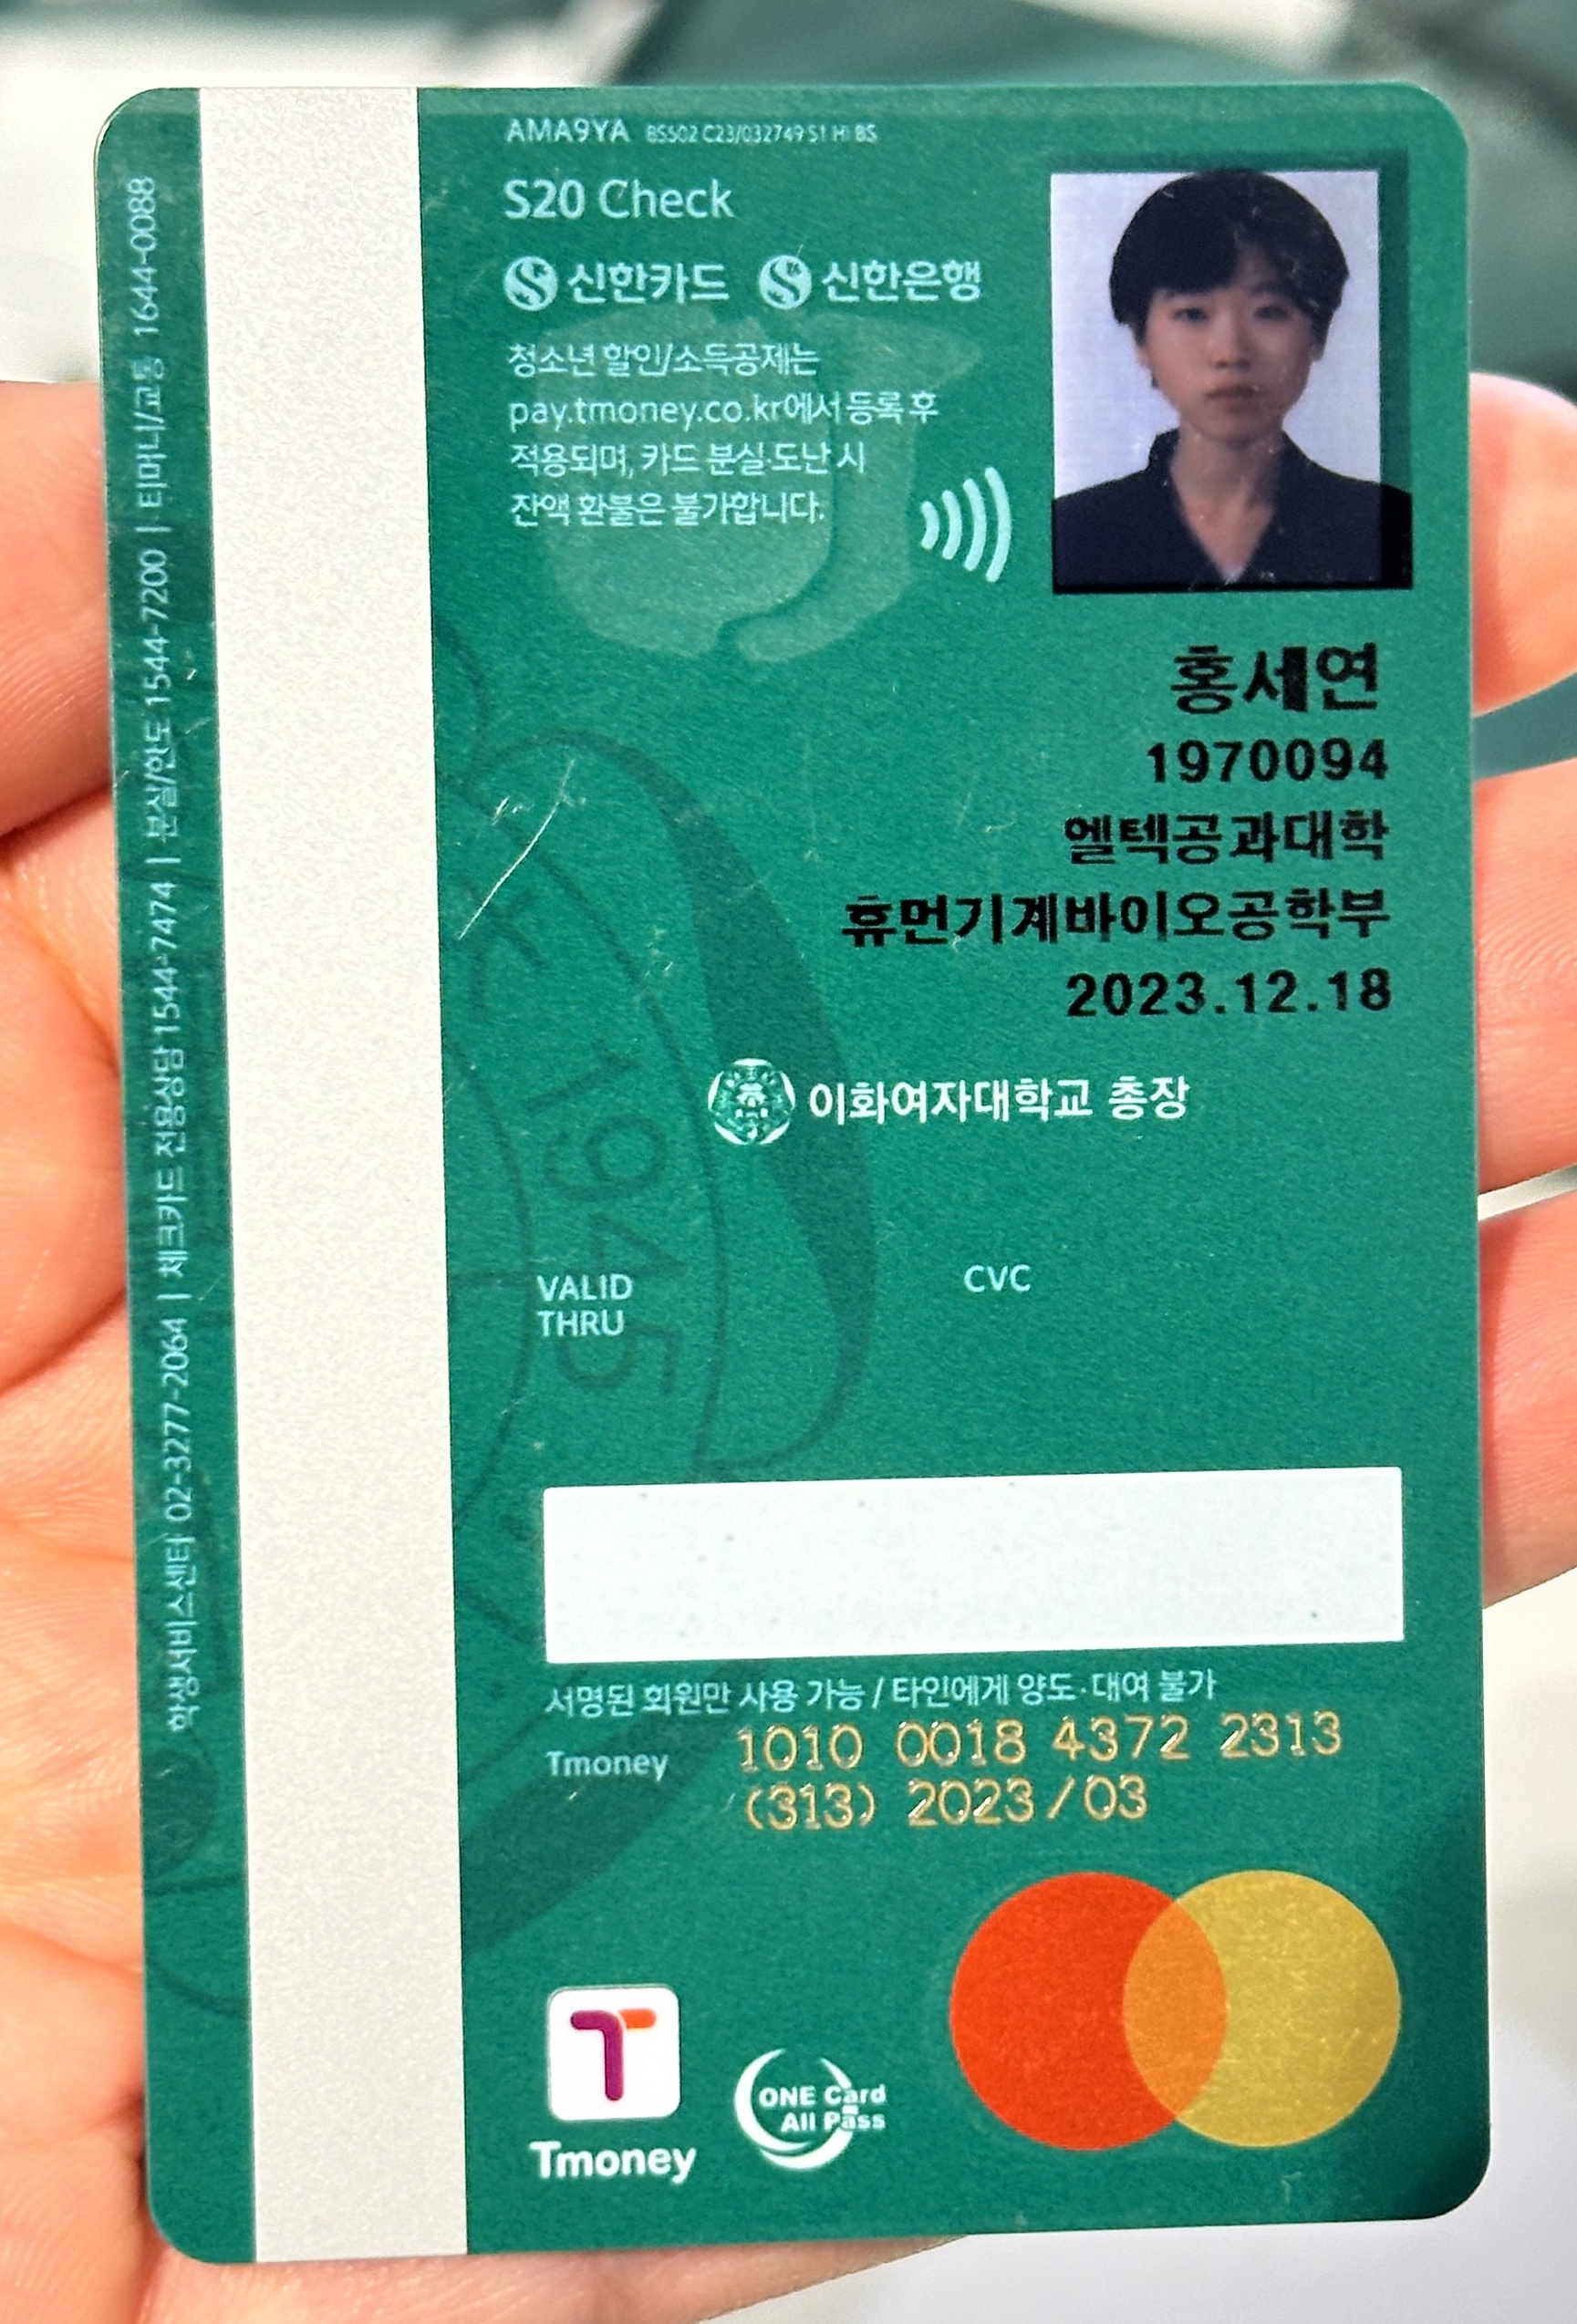 AMA9YA BS502 C23/032749 S1 HI BS
S20 Check
신한카드 신한은행
청소년 할인/소득공제는
pay.tmoney.co.kr에서 등록 후
적용되며, 카드 분실·도난 시
잔액 환불은 불가합니다.
홍세연
1970094
엘텍공과대학
휴먼기계바이오공학부
2023.12.18
이화여자대학교 총장
1945
VALID
THRU
CVC
서명된 회원만 사용 가능 / 타인에게 양도·대여 불가
Tmoney 1010 0018 4372 2313
(313) 2023/03
Tmoney
ONE Card
All Pass
학생서비스센터 02-3277-2064 | 체크카드 전용상담 1544-7474 | 분실/한도 1544-7200 | 티머니/교통 1644-0088